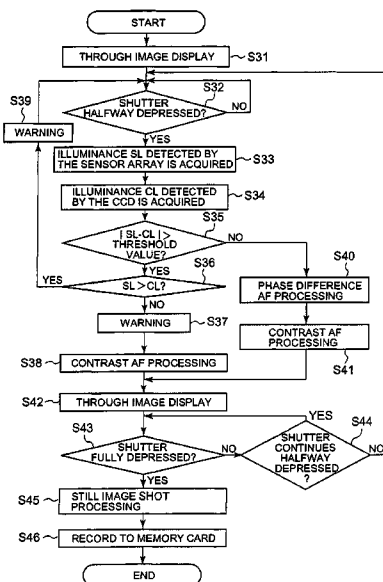 START
THROUGH IMAGE DISPLAY
S31
S39
S32
SHUTTER
HALFWAY DEPRESSED?
NO
WARNING
YES
ILLUMINANCE SL DETECTED BY
THE SENSOR ARRAY IS ACQUIRED
S33
ILLUMINANCE CL DETECTED
BY THE CCD IS ACQUIRED
S34
S35
| SL-CL | >
THRESHOLD
VALUE?
NO
S36
YES
YES
SL > CL?
NO
S40
PHASE DIFFERENCE
AF PROCESSING
WARNING
S37
CONTRAST AF
PROCESSING
S41
S38
CONTRAST AF PROCESSING
S42
THROUGH IMAGE DISPLAY
YES
S44
S43
SHUTTER
FULLY DEPRESSED?
NO
SHUTTER
CONTINUES
HALFWAY
DEPRESSED
?
NO
YES
S45
STILL IMAGE SHOT
PROCESSING
S46
RECORD TO MEMORY CARD
END